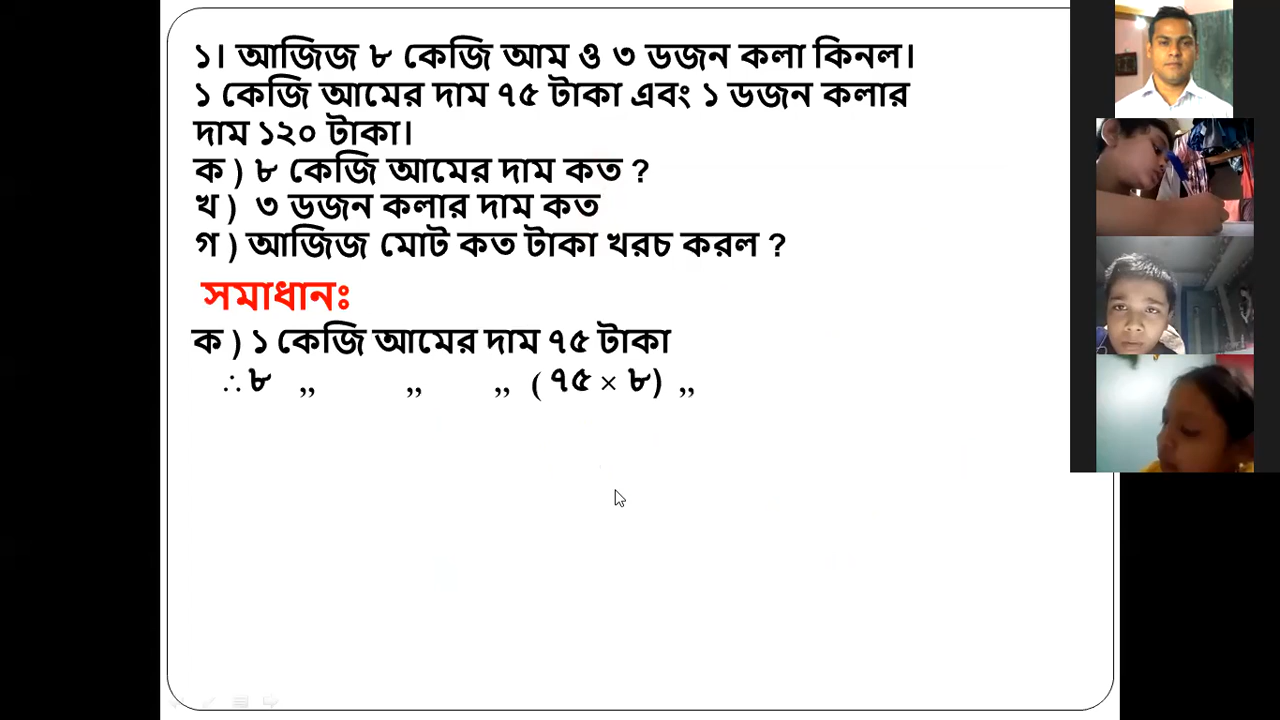 ১। আজিজ ৮ কেজি আম ও ৩ ডজন কলা কিনল।
১ কেজি আমের দাম ৭৫ টাকা এবং ১ ডজন কলার
দাম ১২০ টাকা।
ক ) ৮ কেজি আমের দাম কত ?
খ ) ৩ ডজন কলার দাম কত
গ ) আজিজ মোট কত টাকা খরচ করল ?
সমাধানঃ
ক ) ১ কেজি আমের দাম ৭৫ টাকা
∴ ৮ ,, ,, ,, ( ৭৫ × ৮) ,,